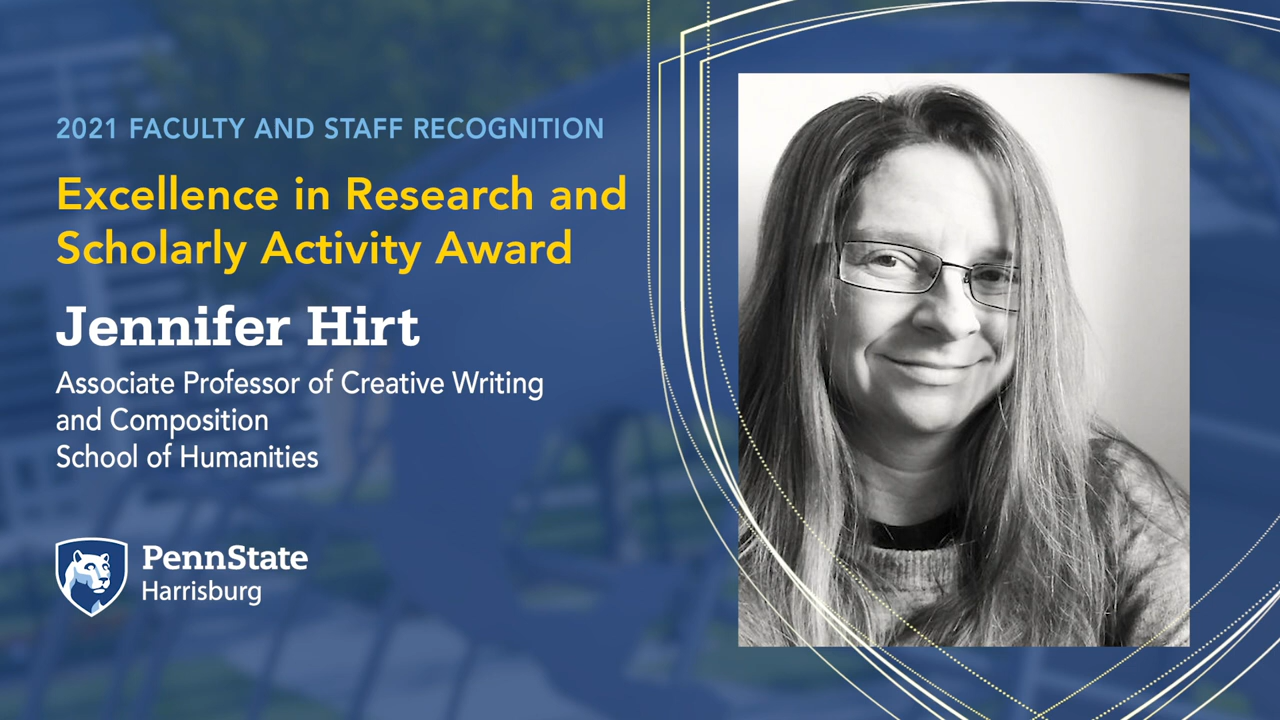 2021 FACULTY AND STAFF RECOGNITION
Excellence in Research and
Scholarly Activity Award
Jennifer Hirt
Associate Professor of Creative Writing
and Composition
School of Humanities
PennState
Harrisburg